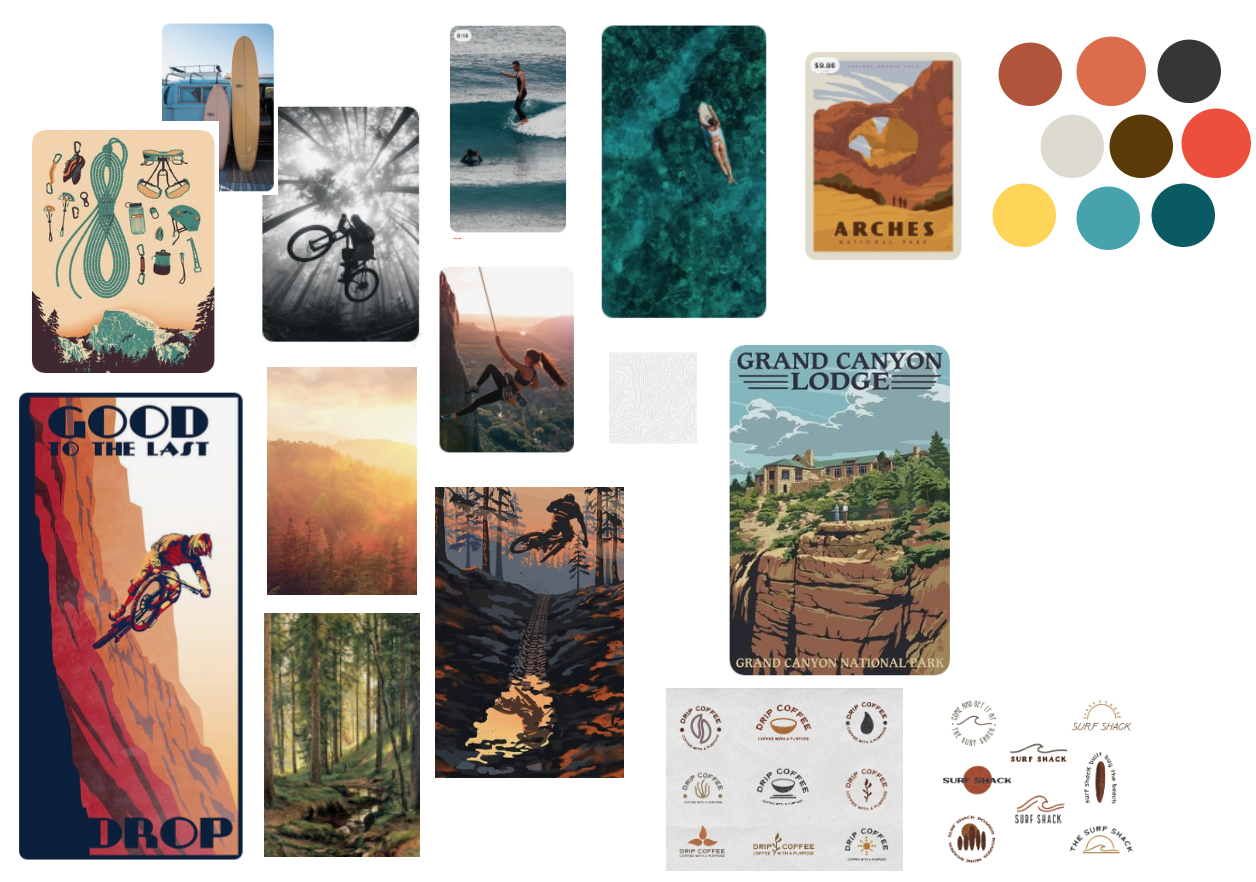 $9.86
ARCHES
NATIONAL PARK
GOOD
TO THE LAST
DROP
GRAND CANYON
LODGE
GRAND CANYON NATIONAL PARK
DRIP COFFEE
COFFEE WITH A PURPOSE
DRIP COFFEE
COFFEE WITH A PURPOSE
DRIP COFFEE
COFFEE WITH A PURPOSE
DRIP COFFEE
COFFEE WITH A PURPOSE
DRIP COFFEE
COFFEE WITH A PURPOSE
DRIP COFFEE
COFFEE WITH A PURPOSE
DRIP COFFEE
COFFEE WITH A PURPOSE
DRIP COFFEE
COFFEE WITH A PURPOSE
DRIP COFFEE
COFFEE WITH A PURPOSE
COME AND GET IT AT
THE SURF SHACK
SURF SHACK
SURF SHACK
SURF SHACK
surf shack built
buy the beach
SURF SHACK
SURF SHACK BOARDS
THE SURF SHACK